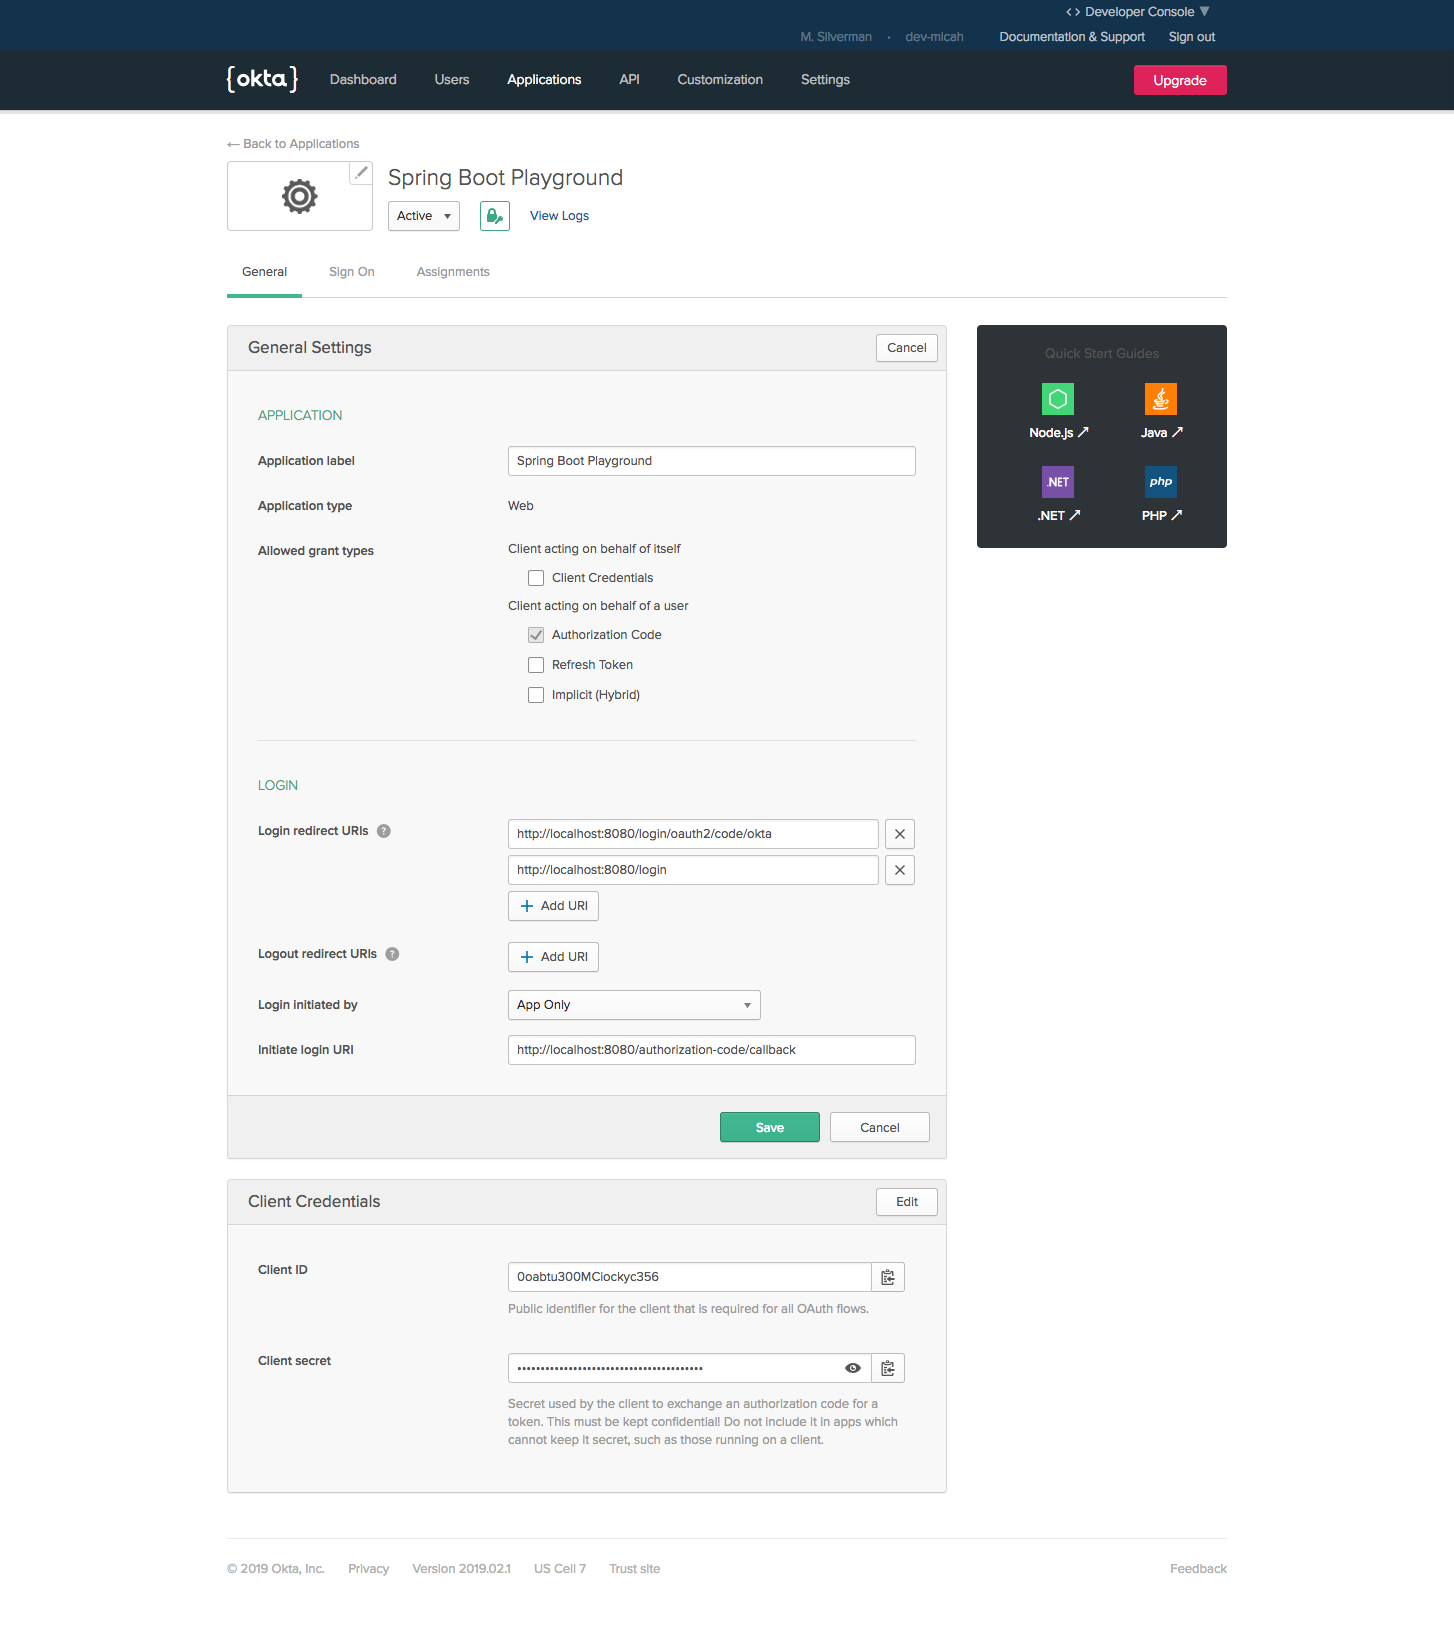 <> Developer Console ▼
M. Silverman · dev-micah Documentation & Support Sign out
{okta} Dashboard Users Applications API Customization Settings Upgrade
← Back to Applications
Spring Boot Playground
Active View Logs
General Sign On Assignments
General Settings Cancel
Quick Start Guides
Node.js ↗ Java ↗
.NET php
.NET ↗ PHP ↗
APPLICATION
Application label Spring Boot Playground
Application type Web
Allowed grant types Client acting on behalf of itself
Client Credentials
Client acting on behalf of a user
Authorization Code
Refresh Token
Implicit (Hybrid)
LOGIN
Login redirect URIs ? http://localhost:8080/login/oauth2/code/okta
http://localhost:8080/login
+ Add URI
Logout redirect URIs ? + Add URI
Login initiated by App Only
Initiate login URI http://localhost:8080/authorization-code/callback
Save Cancel
Client Credentials Edit
Client ID 0oabtu300MCiockyc356
Public identifier for the client that is required for all OAuth flows.
Client secret ••••••••••••••••••••••••••••••••••••••••
Secret used by the client to exchange an authorization code for a
token. This must be kept confidential! Do not include it in apps which
cannot keep it secret, such as those running on a client.
© 2019 Okta, Inc. Privacy Version 2019.02.1 US Cell 7 Trust site Feedback